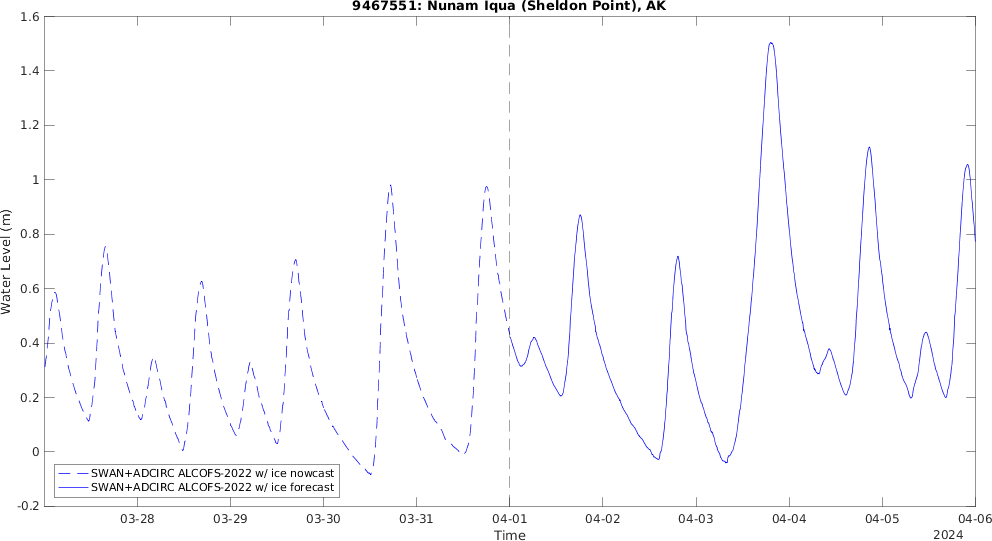 9467551: Nunam Iqua (Sheldon Point), AK
Water Level (m)
1.6
1.4
1.2
1
0.8
0.6
0.4
0.2
0
-0.2
SWAN+ADCIRC ALCOFS-2022 w/ ice nowcast
SWAN+ADCIRC ALCOFS-2022 w/ ice forecast
03-28 03-29 03-30 03-31 04-01 04-02 04-03 04-04 04-05 04-06
Time
2024